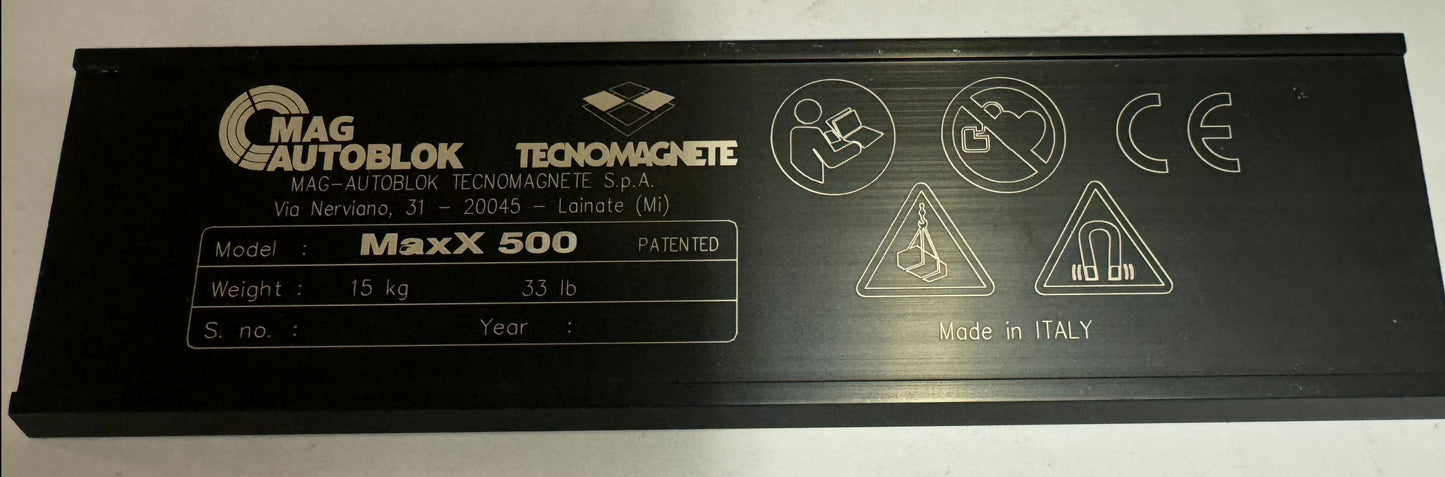 MAG
AUTOBLOK
TECNOMAGNETE
MAG-AUTOBLOK TECNOMAGNETE S.p.A.
Via Nerviano, 31 - 20045 - Lainate (Mi)
Model : MaxX 500 PATENTED
Weight : 15 kg 33 lb
S. no. : Year :
CE
Made in ITALY